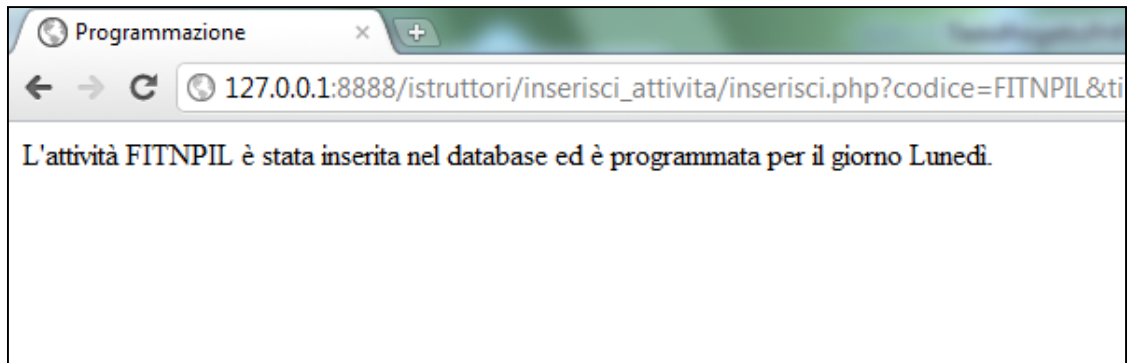 Programmazione
127.0.0.1:8888/istruttori/inserisci_attivita/inserisci.php?codice=FITNPIL&ti
L'attività FITNPIL è stata inserita nel database ed è programmata per il giorno Lunedì.